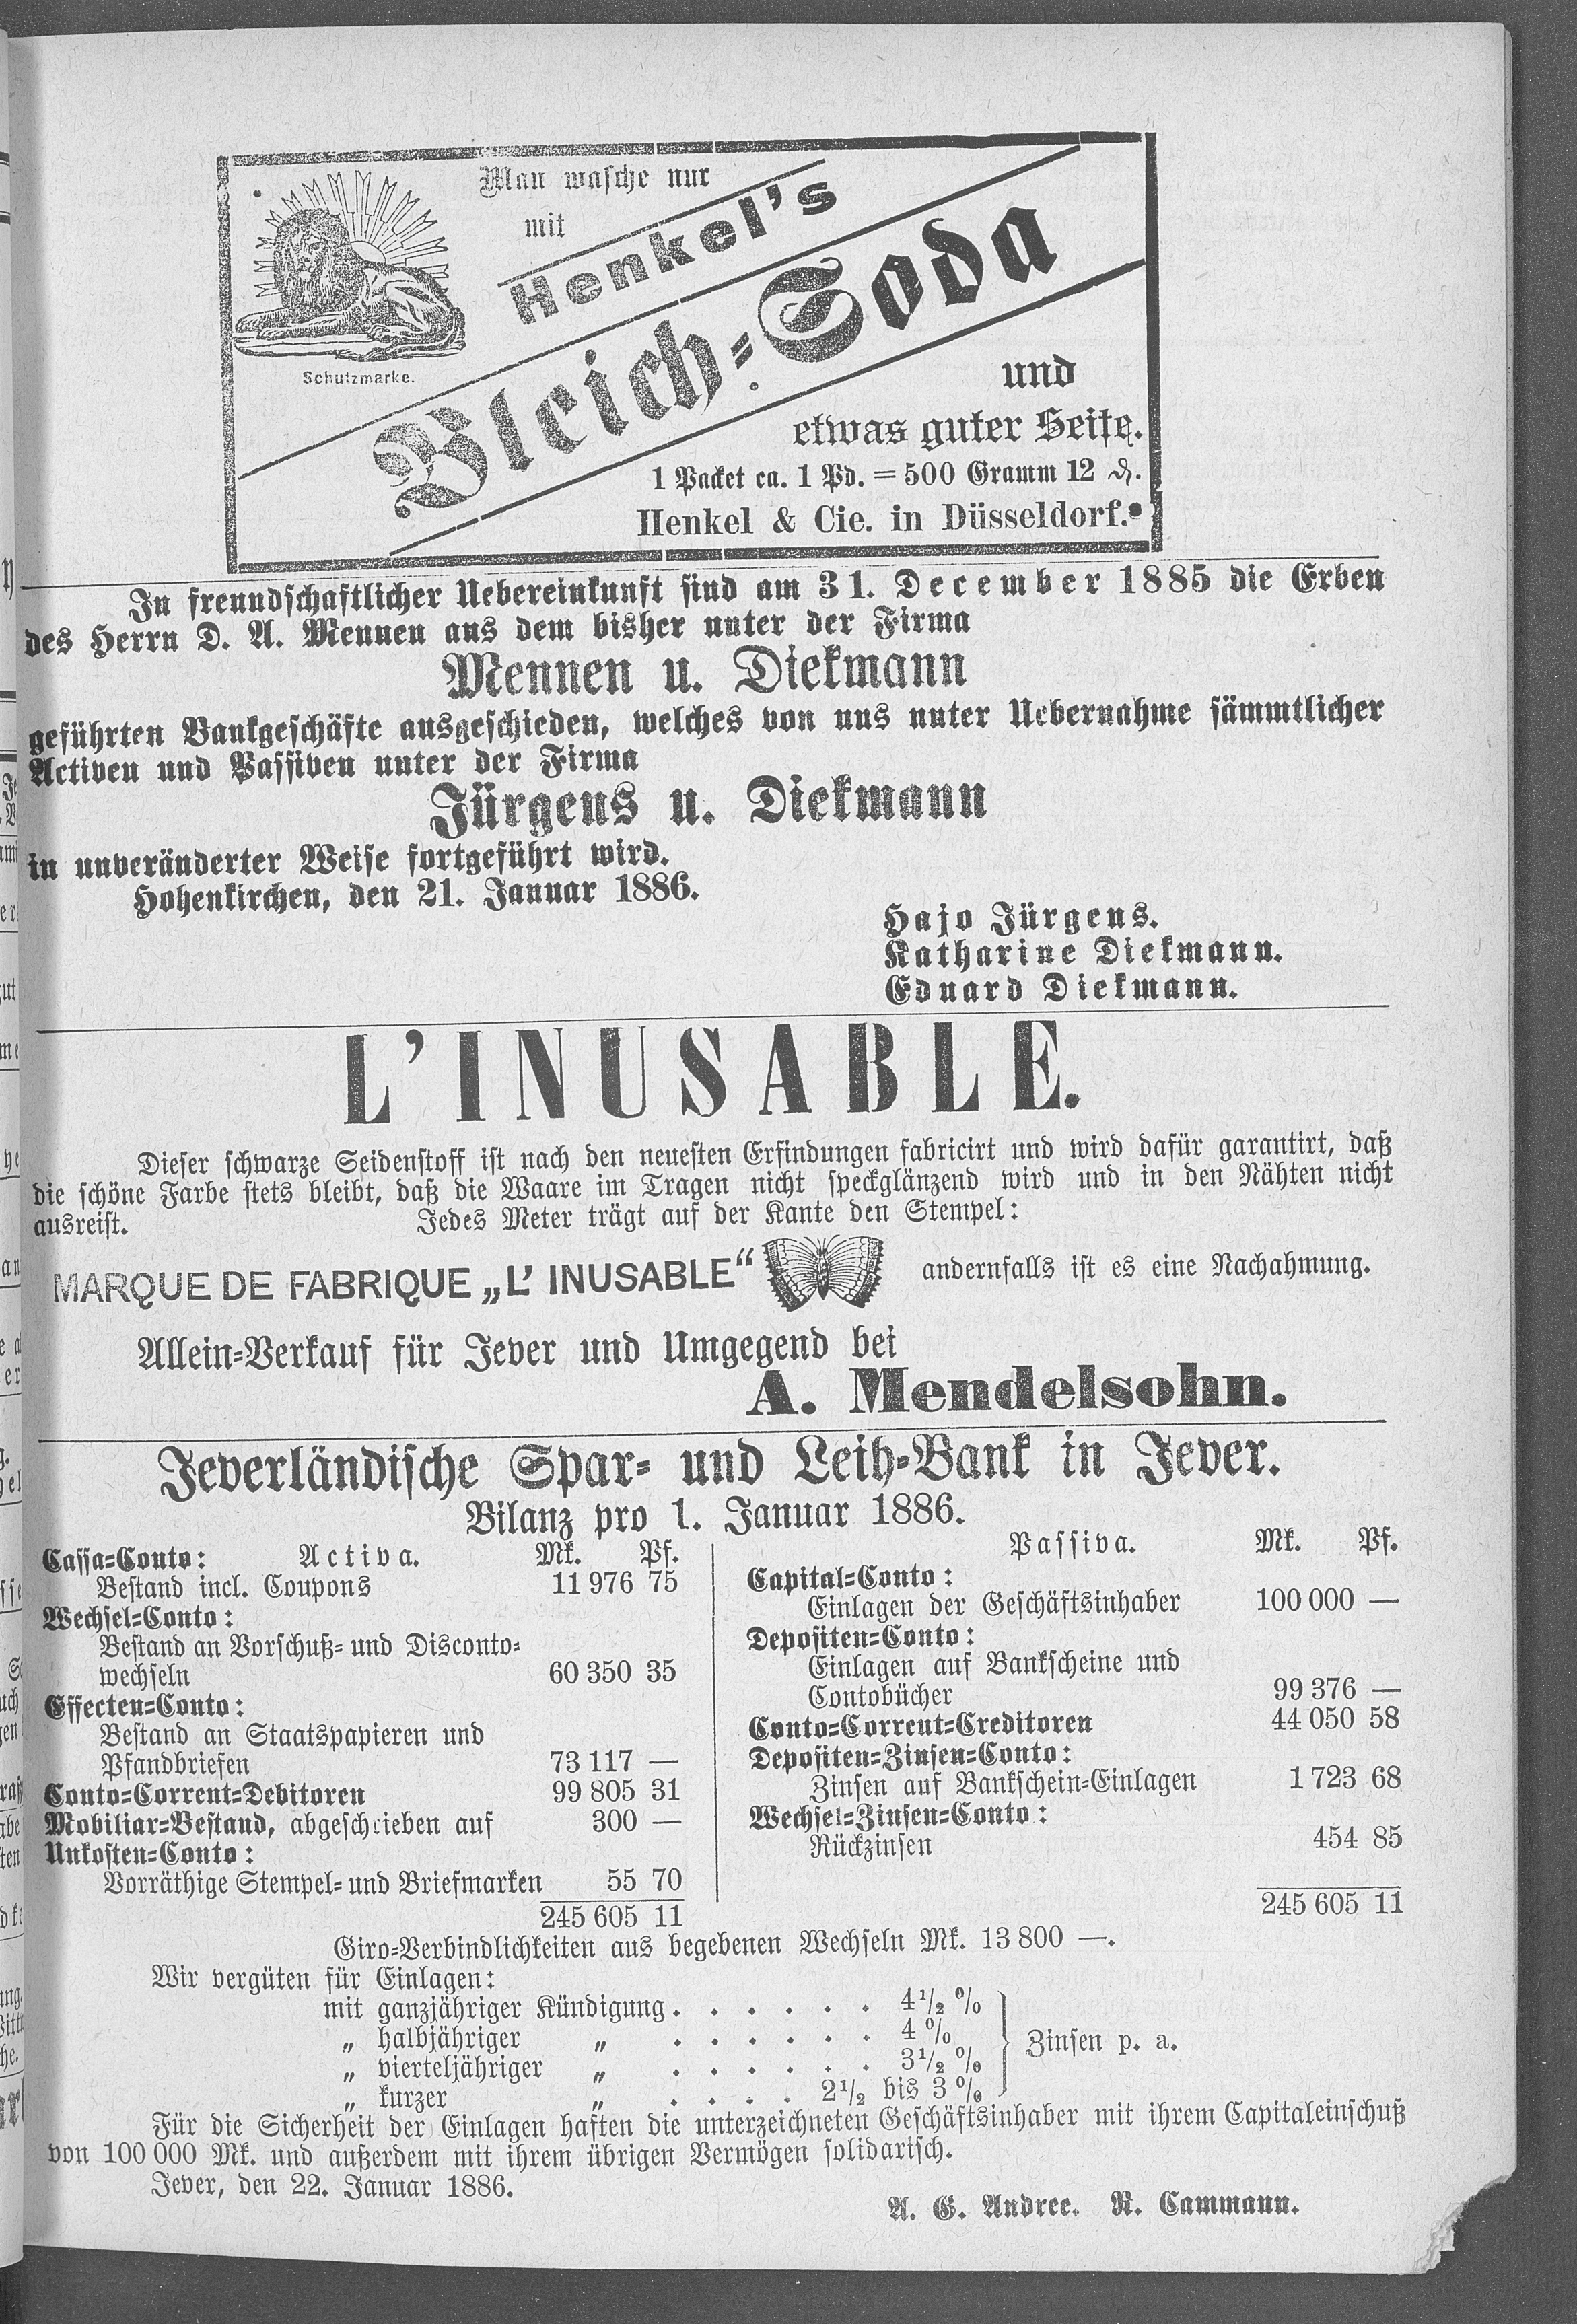 Man wasche nur
mit
Henkel's
Bleich-Soda
Schutzmarke.
und
etwas guter Seife.
1 Packet ca. 1 Pd. = 500 Gramm 12 ₰.
Henkel & Cie. in Düsseldorf.
In freundschaftlicher Uebereinkunft sind am 31. December 1885 die Erben
des Herrn D. A. Mennen aus dem bisher unter der Firma
Mennen u. Diekmann
geführten Bankgeschäfte ausgeschieden, welches von uns unter Uebernahme sämmtlicher
Activen und Passiven unter der Firma
Jürgens u. Diekmann
in unveränderter Weise fortgeführt wird.
Hohenkirchen, den 21. Januar 1886.
Hajo Jürgens.
Katharine Diekmann.
Eduard Diekmann.
L'INUSABLE.
Dieser schwarze Seidenstoff ist nach den neuesten Erfindungen fabricirt und wird dafür garantirt, daß
die schöne Farbe stets bleibt, daß die Waare im Tragen nicht speckglänzend wird und in den Nähten nicht
ausreist. Jedes Meter trägt auf der Kante den Stempel:
MARQUE DE FABRIQUE „L' INUSABLE“ andernfalls ist es eine Nachahmung.
Allein-Verkauf für Jever und Umgegend bei
A. Mendelsohn.
Jeverländische Spar- und Leih-Bank in Jever.
Bilanz pro 1. Januar 1886.
Cassa-Conto: Activa. Mk. Pf.
Bestand incl. Coupons 11 976 75
Wechsel-Conto:
Bestand an Vorschuß- und Disconto-
wechseln 60 350 35
Effecten-Conto:
Bestand an Staatspapieren und
Pfandbriefen 73 117 —
Conto-Corrent-Debitoren 99 805 31
Mobiliar-Bestand, abgeschrieben auf 300 —
Unkosten-Conto:
Vorräthige Stempel- und Briefmarken 55 70
245 605 11
Passiva. Mk. Pf.
Capital-Conto:
Einlagen der Geschäftsinhaber 100 000 —
Depositen-Conto:
Einlagen auf Bankscheine und
Contobücher 99 376 —
Conto-Corrent-Creditoren 44 050 58
Depositen-Zinsen-Conto:
Zinsen auf Bankschein-Einlagen 1 723 68
Wechsel-Zinsen-Conto:
Rückzinsen 454 85
245 605 11
Giro-Verbindlichkeiten aus begebenen Wechseln Mk. 13 800 —.
Wir vergüten für Einlagen:
mit ganzjähriger Kündigung . . . . . . 4½ %
„ halbjähriger „ . . . . . . 4 %
„ vierteljähriger „ . . . . . . 3½ %
„ kurzer „ . . . . 2½ bis 3 %
Zinsen p. a.
Für die Sicherheit der Einlagen haften die unterzeichneten Geschäftsinhaber mit ihrem Capitaleinschuß
von 100 000 Mk. und außerdem mit ihrem übrigen Vermögen solidarisch.
Jever, den 22. Januar 1886.
A. G. Andree. R. Cammann.